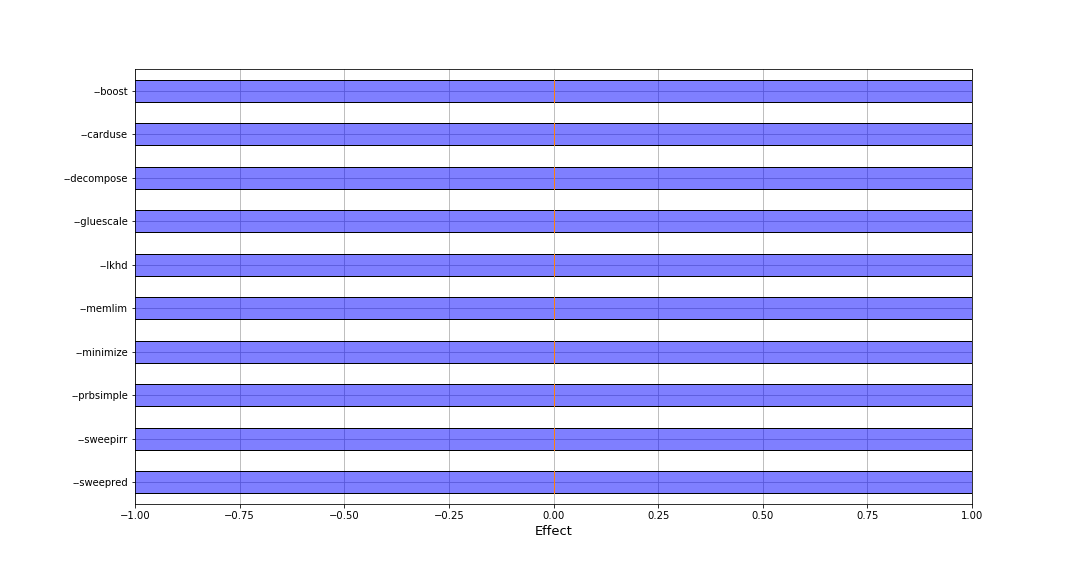 −boost
−carduse
−decompose
−gluescale
−lkhd
−memlim
−minimize
−prbsimple
−sweepirr
−sweepred
−1.00 −0.75 −0.50 −0.25 0.00 0.25 0.50 0.75 1.00
Effect